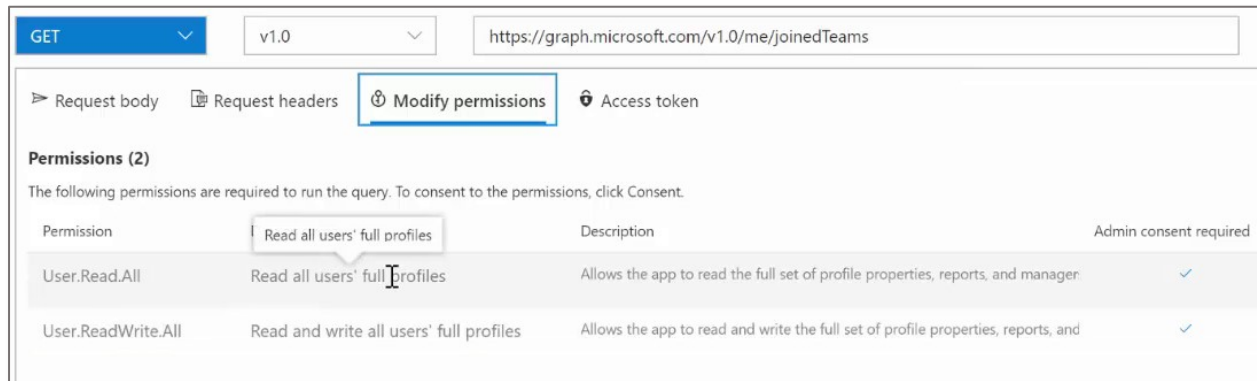 GET v1.0 https://graph.microsoft.com/v1.0/me/joinedTeams
Request body Request headers Modify permissions Access token
Permissions (2)
The following permissions are required to run the query. To consent to the permissions, click Consent.
Permission Read all users' full profiles Description Admin consent required
User.Read.All Read all users' full profiles Allows the app to read the full set of profile properties, reports, and manager
User.ReadWrite.All Read and write all users' full profiles Allows the app to read and write the full set of profile properties, reports, and